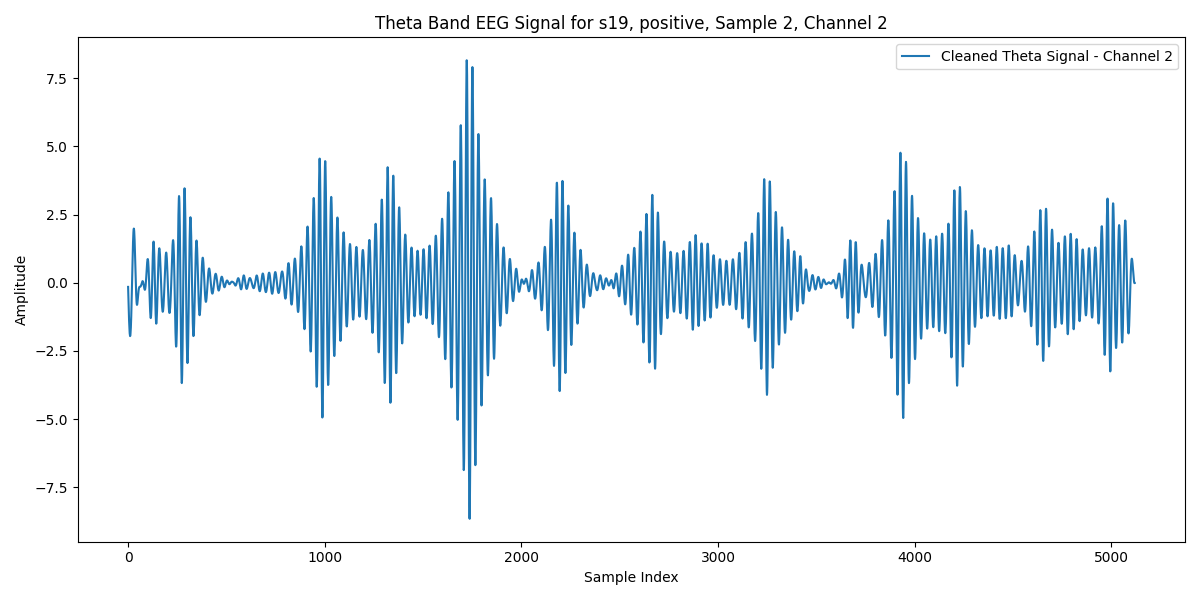 Theta Band EEG Signal for s19, positive, Sample 2, Channel 2
Cleaned Theta Signal - Channel 2
Amplitude
7.5
5.0
2.5
0.0
−2.5
−5.0
−7.5
0 1000 2000 3000 4000 5000
Sample Index